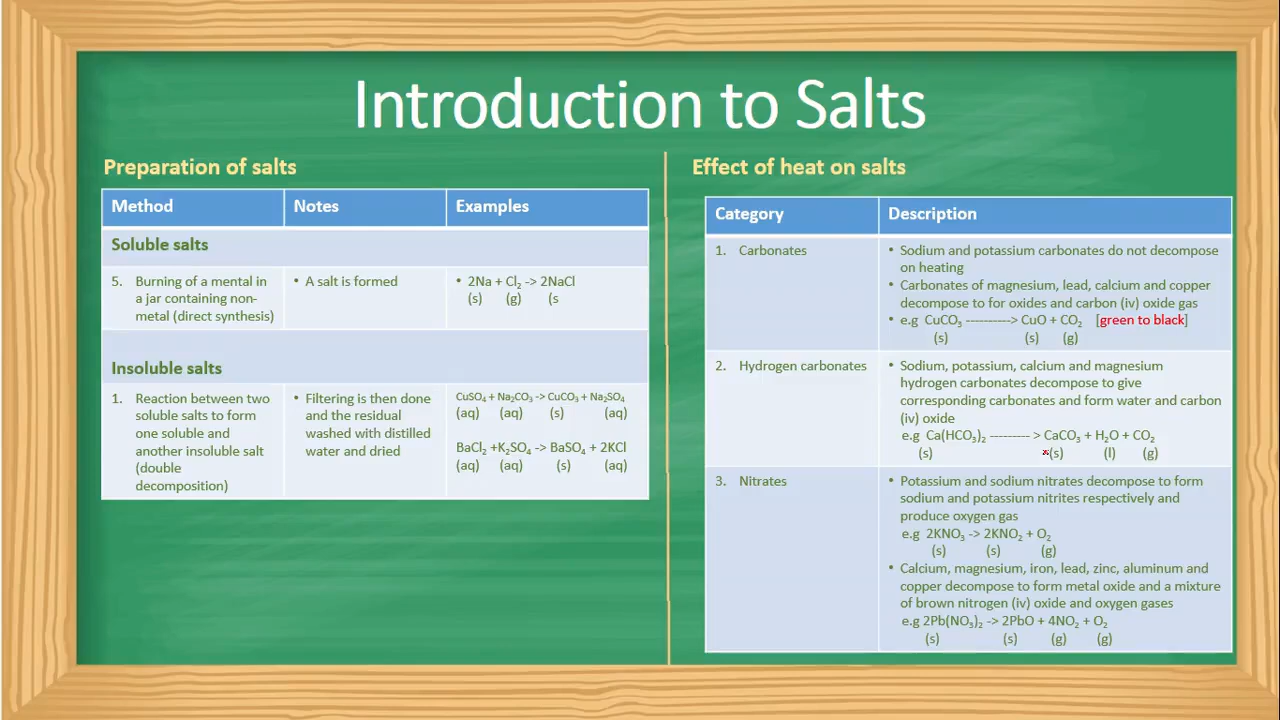 Introduction to Salts
Preparation of salts
Method Notes Examples
Soluble salts
5. Burning of a mental in
a jar containing non-
metal (direct synthesis)
• A salt is formed
• 2Na + Cl₂ -> 2NaCl
(s) (g) (s
Insoluble salts
1. Reaction between two
soluble salts to form
one soluble and
another insoluble salt
(double
decomposition)
• Filtering is then done
and the residual
washed with distilled
water and dried
CuSO₄ + Na₂CO₃ -> CuCO₃ + Na₂SO₄
(aq) (aq) (s) (aq)
BaCl₂ +K₂SO₄ -> BaSO₄ + 2KCl
(aq) (aq) (s) (aq)
Effect of heat on salts
Category Description
1. Carbonates
• Sodium and potassium carbonates do not decompose
on heating
• Carbonates of magnesium, lead, calcium and copper
decompose to for oxides and carbon (iv) oxide gas
• e.g CuCO₃ ----------> CuO + CO₂ [green to black]
(s) (s) (g)
2. Hydrogen carbonates
• Sodium, potassium, calcium and magnesium
hydrogen carbonates decompose to give
corresponding carbonates and form water and carbon
(iv) oxide
e.g Ca(HCO₃)₂ --------- > CaCO₃ + H₂O + CO₂
(s) (s) (l) (g)
3. Nitrates
• Potassium and sodium nitrates decompose to form
sodium and potassium nitrites respectively and
produce oxygen gas
e.g 2KNO₃ -> 2KNO₂ + O₂
(s) (s) (g)
• Calcium, magnesium, iron, lead, zinc, aluminum and
copper decompose to form metal oxide and a mixture
of brown nitrogen (iv) oxide and oxygen gases
e.g 2Pb(NO₃)₂ -> 2PbO + 4NO₂ + O₂
(s) (s) (g) (g)